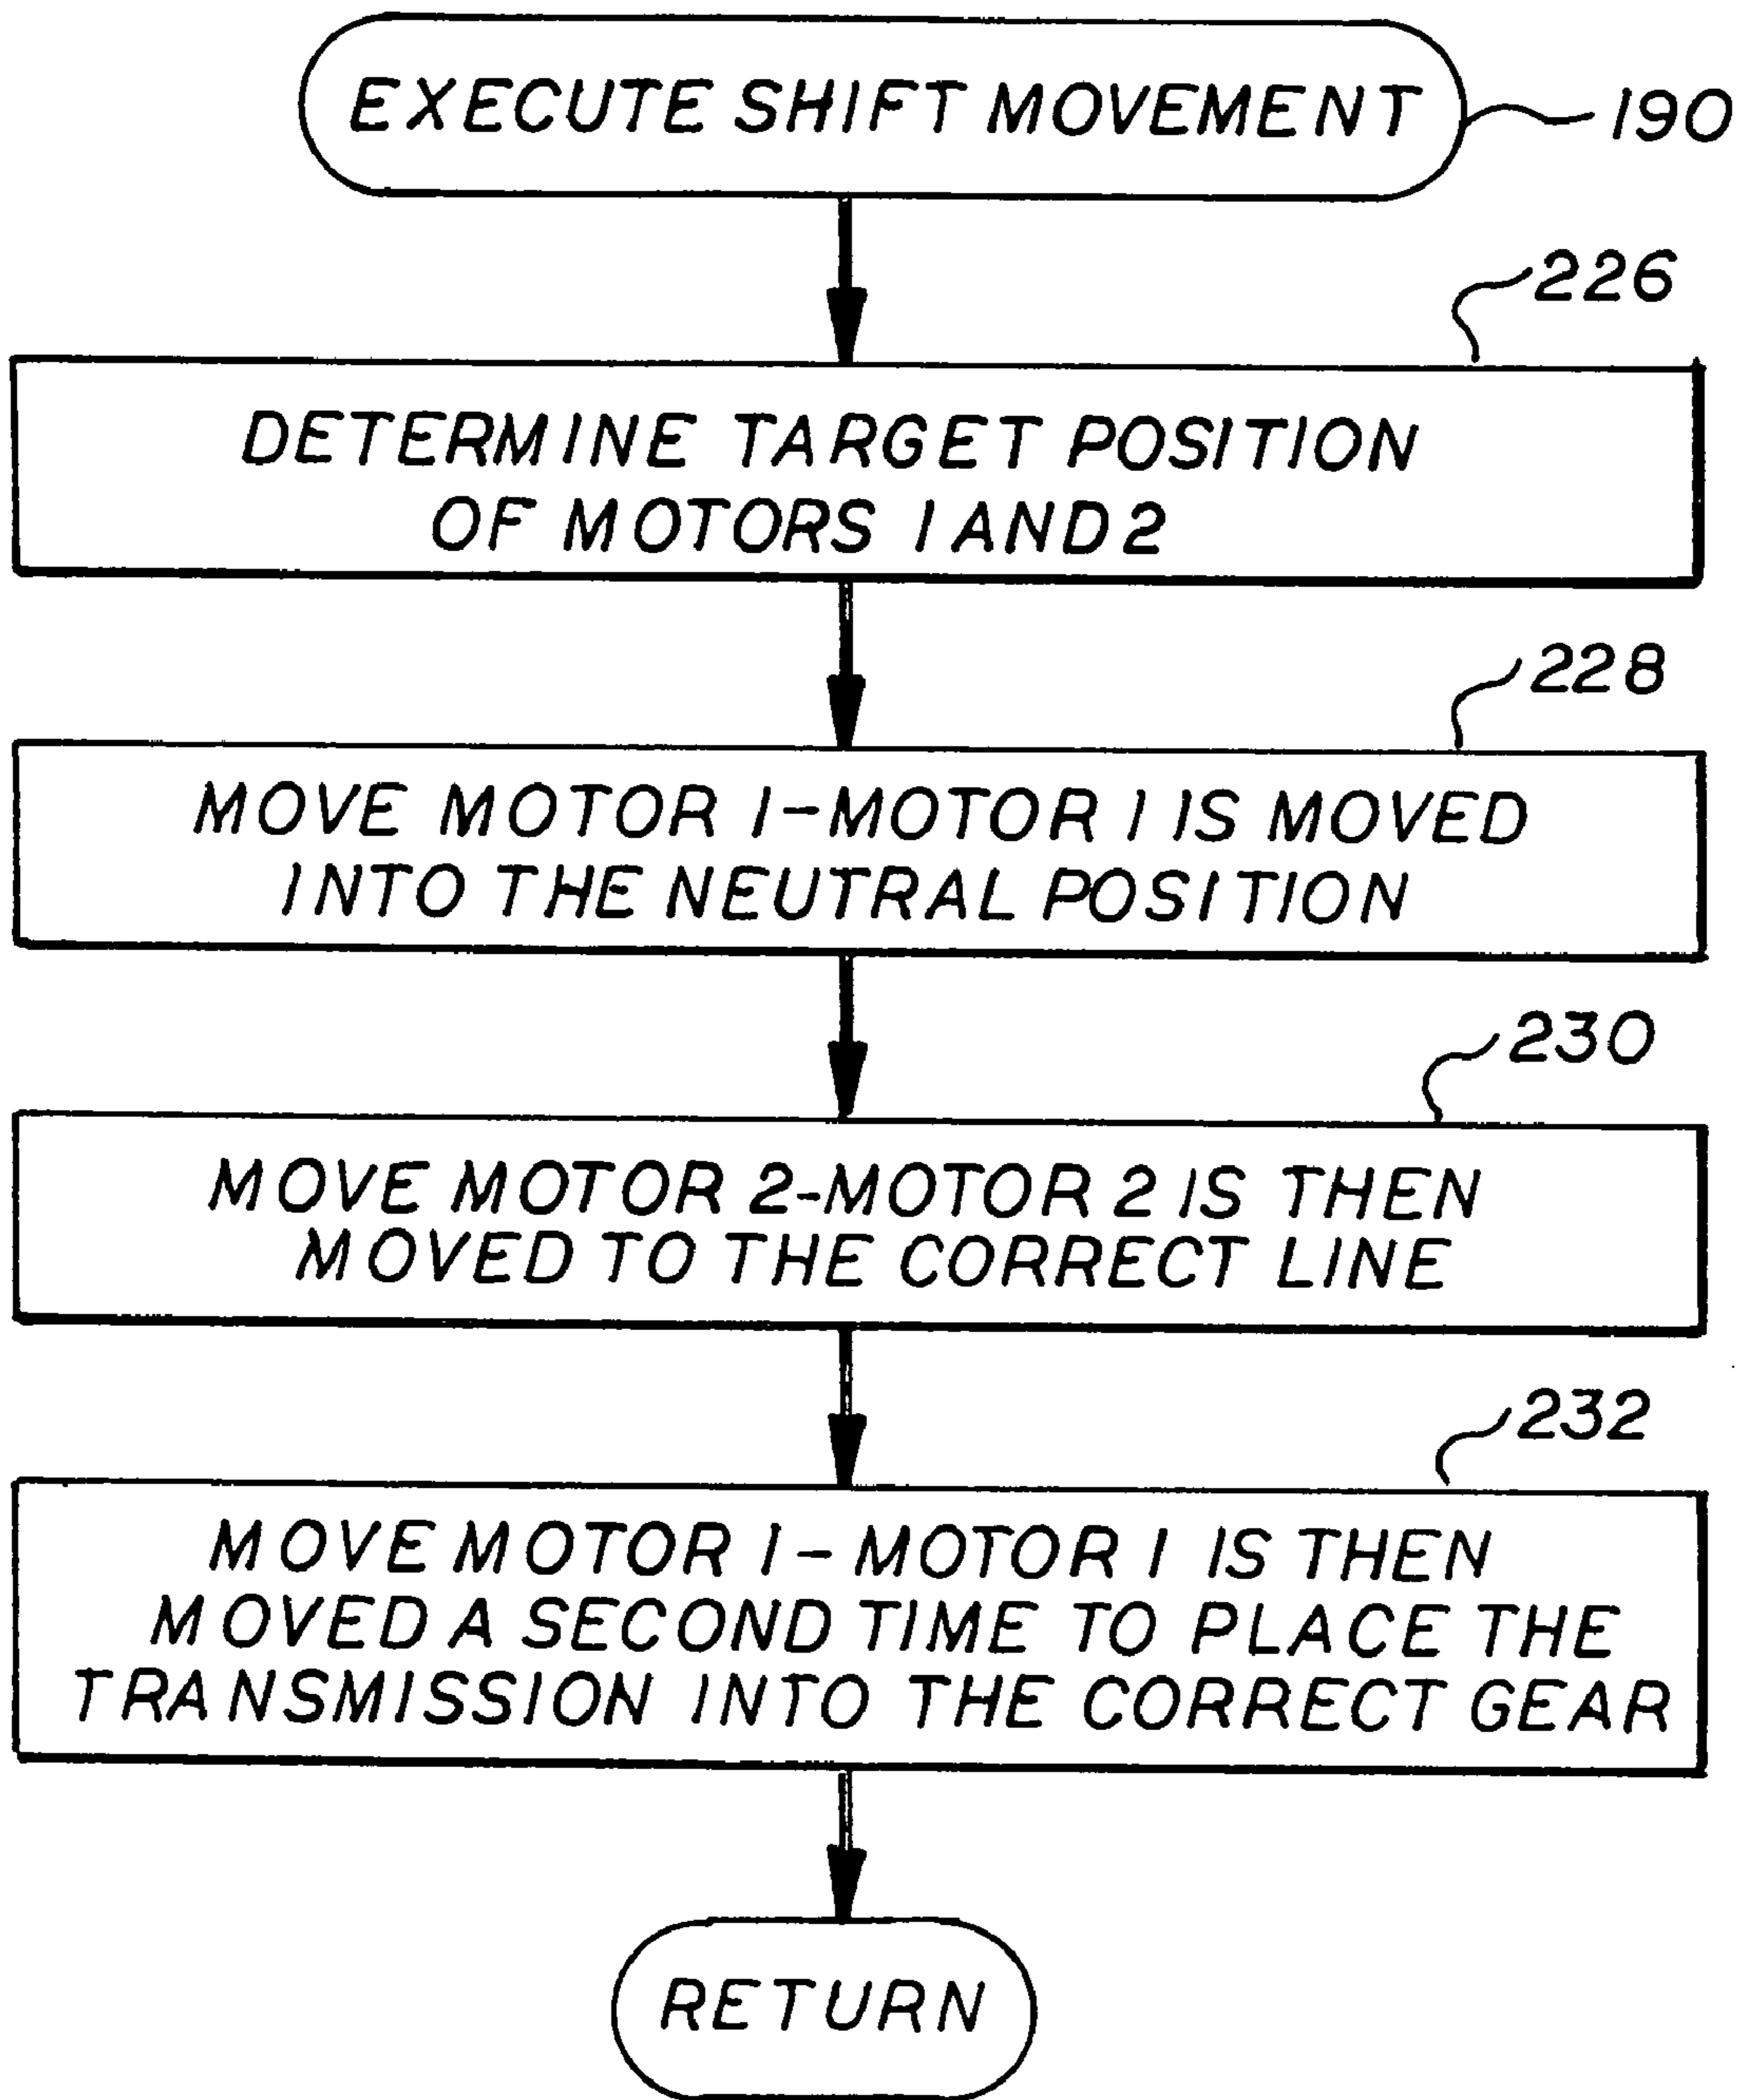 EXECUTE SHIFT MOVEMENT
190
226
DETERMINE TARGET POSITION
OF MOTORS 1 AND 2
228
MOVE MOTOR 1-MOTOR 1 IS MOVED
INTO THE NEUTRAL POSITION
230
MOVE MOTOR 2-MOTOR 2 IS THEN
MOVED TO THE CORRECT LINE
232
MOVE MOTOR 1-MOTOR 1 IS THEN
MOVED A SECOND TIME TO PLACE THE
TRANSMISSION INTO THE CORRECT GEAR
RETURN